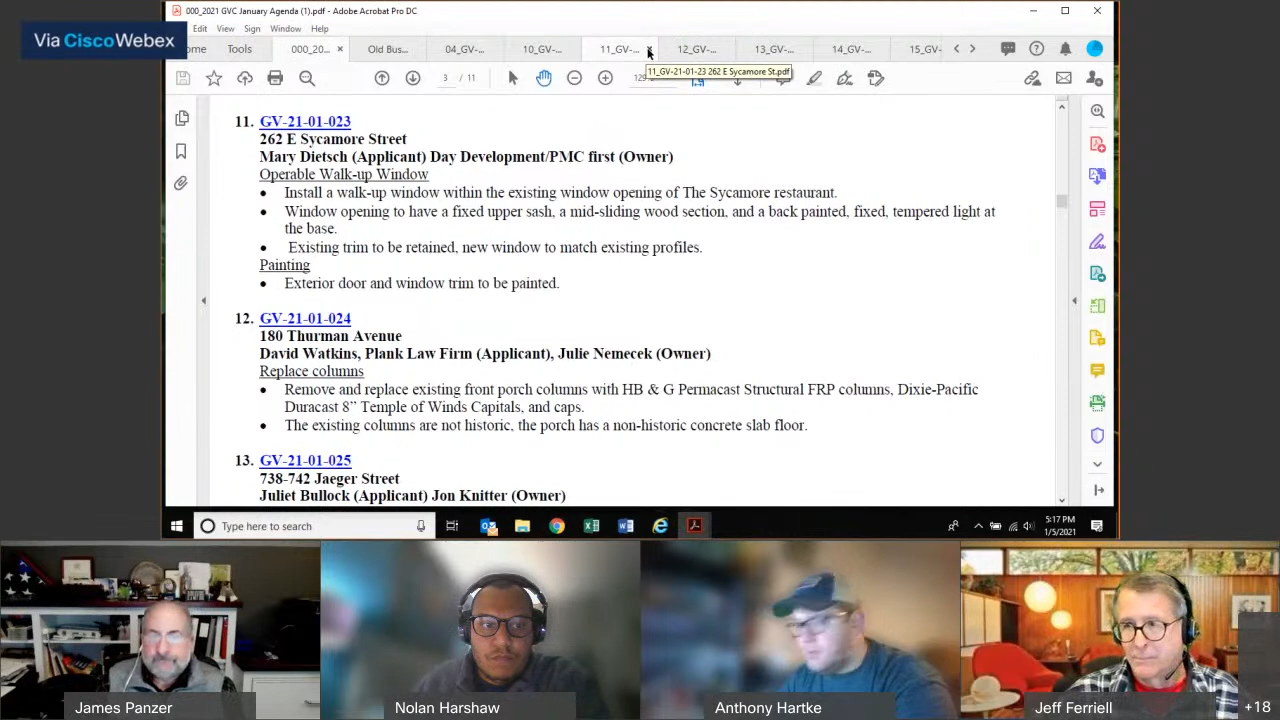 000_2021 GVC January Agenda (1).pdf - Adobe Acrobat Pro DC
Via CiscoWebex
Edit View Sign Window Help
ome Tools 000_20... Old Bas... 04_GV-... 10_GV-... 11_GV-... 12_GV-... 13_GV-... 14_GV-... 15_GV-
11_GV-21-01-23 262 E Sycamore St.pdf
3 / 11
11. GV-21-01-023
262 E Sycamore Street
Mary Dietsch (Applicant) Day Development/PMC first (Owner)
Operable Walk-up Window
• Install a walk-up window within the existing window opening of The Sycamore restaurant.
• Window opening to have a fixed upper sash, a mid-sliding wood section, and a back painted, fixed, tempered light at
the base.
• Existing trim to be retained, new window to match existing profiles.
Painting
• Exterior door and window trim to be painted.
12. GV-21-01-024
180 Thurman Avenue
David Watkins, Plank Law Firm (Applicant), Julie Nemecek (Owner)
Replace columns
• Remove and replace existing front porch columns with HB & G Permacast Structural FRP columns, Dixie-Pacific
Duracast 8” Temple of Winds Capitals, and caps.
• The existing columns are not historic, the porch has a non-historic concrete slab floor.
13. GV-21-01-025
738-742 Jaeger Street
Juliet Bullock (Applicant) Jon Knitter (Owner)
Type here to search
5:17 PM
1/5/2021
James Panzer
Nolan Harshaw
Anthony Hartke
Jeff Ferriell
+18